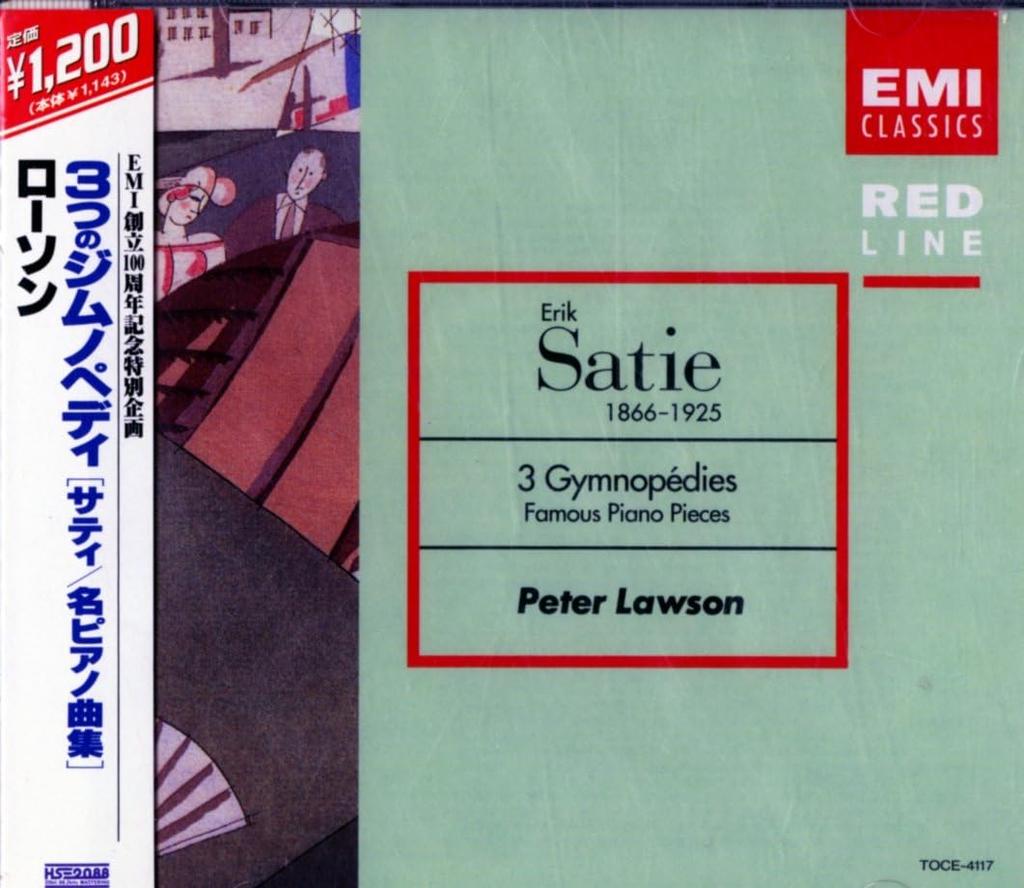 定価
¥1,200
(本体¥1,143)
EMI創立100周年記念特別企画
3つのジムノペディ[サティ/名ピアノ曲集]
ローソン
HS2088
EMI
CLASSICS
RED
LINE
Erik
Satie
1866-1925
3 Gymnopédies
Famous Piano Pieces
Peter Lawson
TOCE-4117